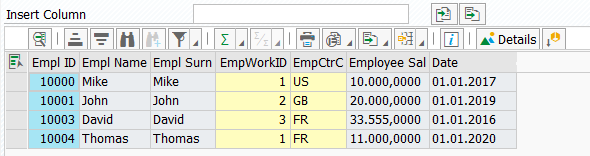 Insert Column
Details
Empl ID Empl Name Empl Surn EmpWorkID EmpCtrC Employee Sal Date
10000 Mike Mike 1 US 10.000,0000 01.01.2017
10001 John John 2 GB 20.000,0000 01.01.2019
10003 David David 3 FR 33.555,0000 01.01.2016
10004 Thomas Thomas 1 FR 11.000,0000 01.01.2020